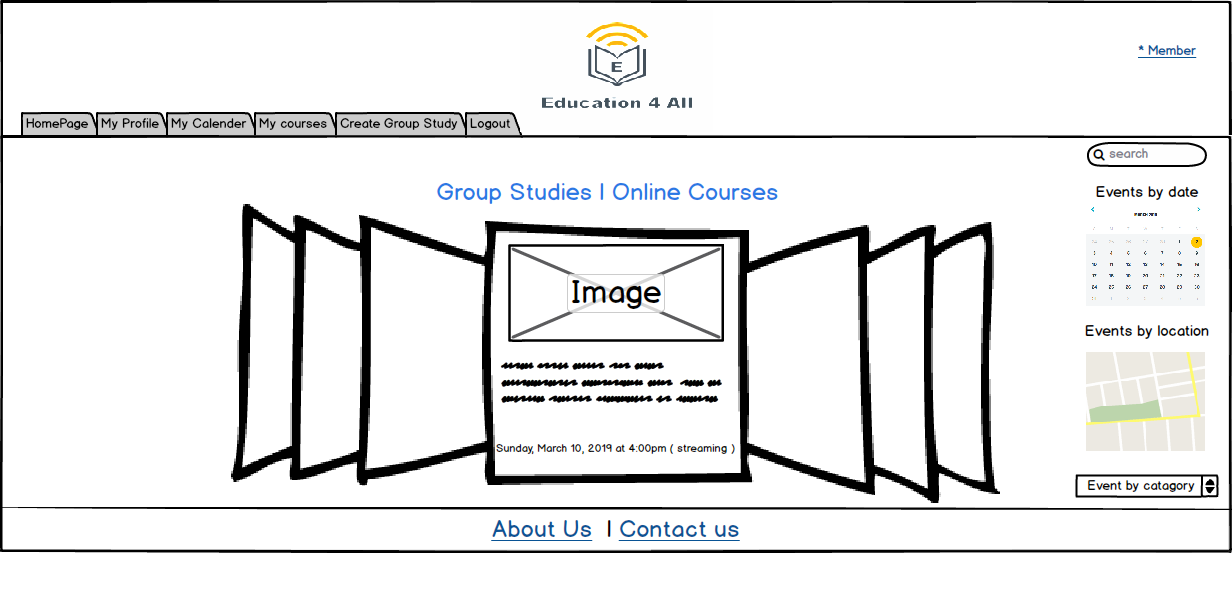 E
Education 4 All
* Member
HomePage
My Profile
My Calender
My courses
Create Group Study
Logout
search
Group Studies | Online Courses
Events by date
Image
Events by location
Sunday, March 10, 2019 at 4:00pm ( streaming )
Event by catagory
About Us | Contact us